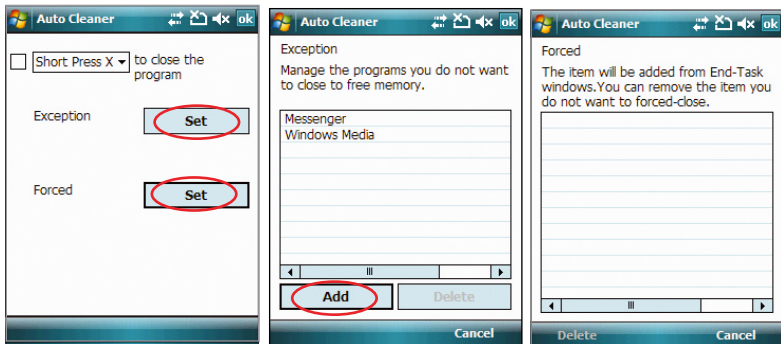 Auto Cleaner
ok
Short Press X
to close the
program
Exception
Set
Forced
Set
Auto Cleaner
ok
Exception
Manage the programs you do not want
to close to free memory.
Messenger
Windows Media
Add
Delete
Cancel
Auto Cleaner
ok
Forced
The item will be added from End-Task
windows.You can remove the item you
do not want to forced-close.
Delete
Cancel